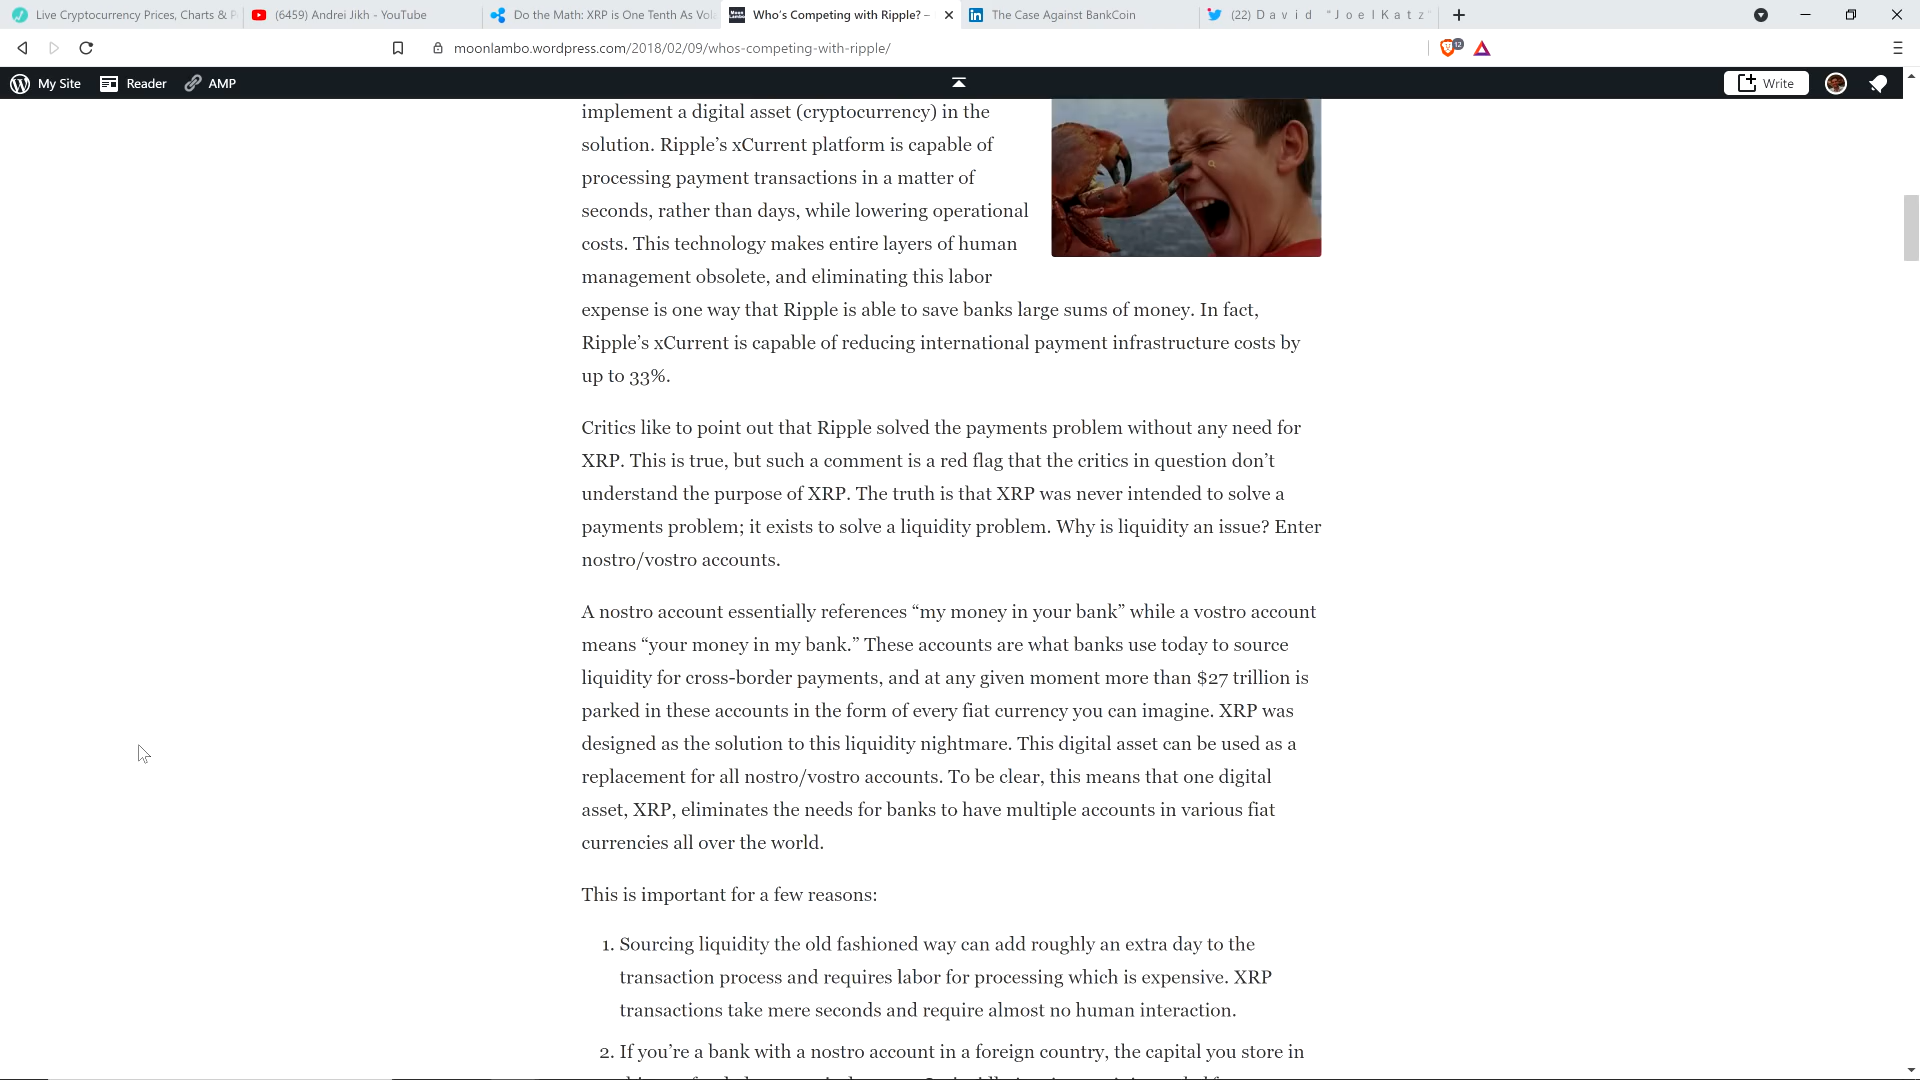 Live Cryptocurrency Prices, Charts & P
(6459) Andrei Jikh - YouTube
Do the Math: XRP is One Tenth As Vola
Who's Competing with Ripple? –
The Case Against BankCoin
(22) D a v i d "J o e l K a t z"
moonlambo.wordpress.com/2018/02/09/whos-competing-with-ripple/
12
My Site
Reader
AMP
Write
implement a digital asset (cryptocurrency) in the
solution. Ripple’s xCurrent platform is capable of
processing payment transactions in a matter of
seconds, rather than days, while lowering operational
costs. This technology makes entire layers of human
management obsolete, and eliminating this labor
expense is one way that Ripple is able to save banks large sums of money. In fact,
Ripple’s xCurrent is capable of reducing international payment infrastructure costs by
up to 33%.
Critics like to point out that Ripple solved the payments problem without any need for
XRP. This is true, but such a comment is a red flag that the critics in question don’t
understand the purpose of XRP. The truth is that XRP was never intended to solve a
payments problem; it exists to solve a liquidity problem. Why is liquidity an issue? Enter
nostro/vostro accounts.
A nostro account essentially references “my money in your bank” while a vostro account
means “your money in my bank.” These accounts are what banks use today to source
liquidity for cross-border payments, and at any given moment more than $27 trillion is
parked in these accounts in the form of every fiat currency you can imagine. XRP was
designed as the solution to this liquidity nightmare. This digital asset can be used as a
replacement for all nostro/vostro accounts. To be clear, this means that one digital
asset, XRP, eliminates the needs for banks to have multiple accounts in various fiat
currencies all over the world.
This is important for a few reasons:
1. Sourcing liquidity the old fashioned way can add roughly an extra day to the
transaction process and requires labor for processing which is expensive. XRP
transactions take mere seconds and require almost no human interaction.
2. If you’re a bank with a nostro account in a foreign country, the capital you store in